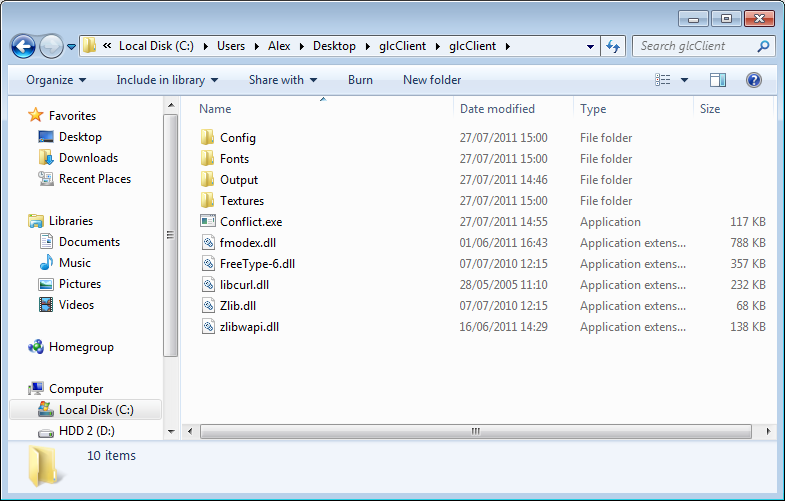 « Local Disk (C:) Users Alex Desktop glcClient glcClient Search glcClient
Organize Include in library Share with Burn New folder
Favorites
Desktop
Downloads
Recent Places
Libraries
Documents
Music
Pictures
Videos
Homegroup
Computer
Local Disk (C:)
HDD 2 (D:)
Name Date modified Type Size
Config 27/07/2011 15:00 File folder
Fonts 27/07/2011 15:00 File folder
Output 27/07/2011 14:46 File folder
Textures 27/07/2011 15:00 File folder
Conflict.exe 27/07/2011 14:55 Application 117 KB
fmodex.dll 01/06/2011 16:43 Application extens... 788 KB
FreeType-6.dll 07/07/2010 12:15 Application extens... 357 KB
libcurl.dll 28/05/2005 11:10 Application extens... 232 KB
Zlib.dll 07/07/2010 12:15 Application extens... 68 KB
zlibwapi.dll 16/06/2011 14:29 Application extens... 138 KB
10 items